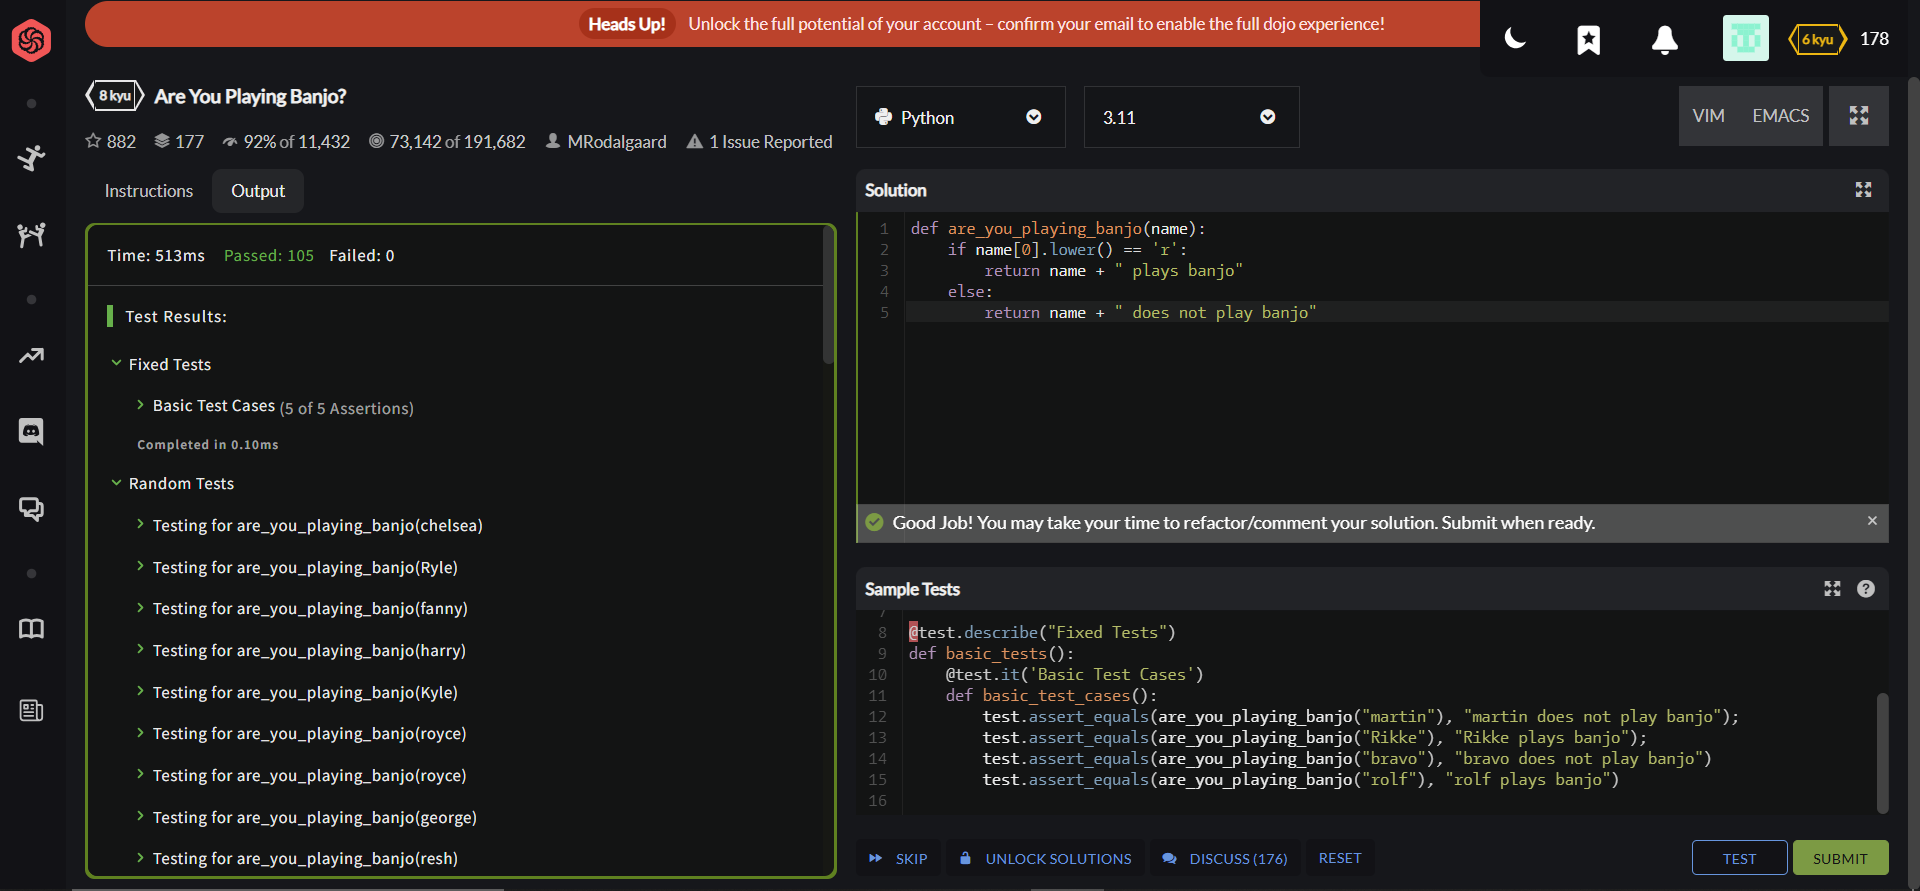 Heads Up! Unlock the full potential of your account – confirm your email to enable the full dojo experience!
6 kyu 178
8 kyu Are You Playing Banjo?
882 177 92% of 11,432 73,142 of 191,682 MRodalgaard 1 Issue Reported
Python 3.11 VIM EMACS
Instructions Output
Time: 513ms Passed: 105 Failed: 0
Test Results:
Fixed Tests
Basic Test Cases (5 of 5 Assertions)
Completed in 0.10ms
Random Tests
Testing for are_you_playing_banjo(chelsea)
Testing for are_you_playing_banjo(Ryle)
Testing for are_you_playing_banjo(fanny)
Testing for are_you_playing_banjo(harry)
Testing for are_you_playing_banjo(Kyle)
Testing for are_you_playing_banjo(royce)
Testing for are_you_playing_banjo(royce)
Testing for are_you_playing_banjo(george)
Testing for are_you_playing_banjo(resh)
Solution
1 def are_you_playing_banjo(name):
2 if name[0].lower() == 'r':
3 return name + " plays banjo"
4 else:
5 return name + " does not play banjo"
Good Job! You may take your time to refactor/comment your solution. Submit when ready.
Sample Tests
7
8 @test.describe("Fixed Tests")
9 def basic_tests():
10 @test.it('Basic Test Cases')
11 def basic_test_cases():
12 test.assert_equals(are_you_playing_banjo("martin"), "martin does not play banjo");
13 test.assert_equals(are_you_playing_banjo("Rikke"), "Rikke plays banjo");
14 test.assert_equals(are_you_playing_banjo("bravo"), "bravo does not play banjo")
15 test.assert_equals(are_you_playing_banjo("rolf"), "rolf plays banjo")
16
SKIP UNLOCK SOLUTIONS DISCUSS (176) RESET TEST SUBMIT